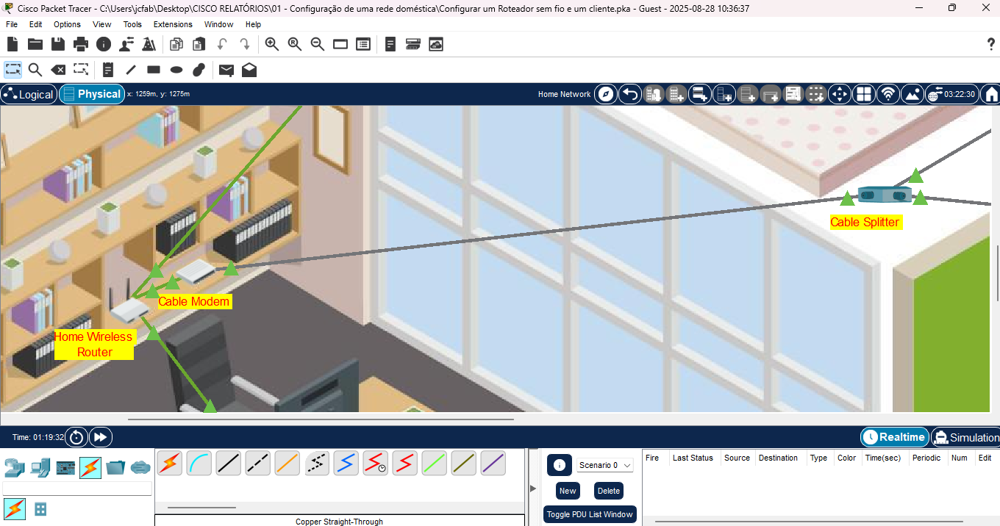 Cisco Packet Tracer - C:\Users\jcfab\Desktop\CISCO RELATÓRIOS\01 - Configuração de uma rede doméstica\Configurar um Roteador sem fio e um cliente.pka - Guest - 2025-08-28 10:36:37
File Edit Options View Tools Extensions Window Help
Logical Physical x: 1259m, y: 1275m Home Network 03:22:30
Cable Splitter
Cable Modem
Home Wireless
Router
Time: 01:19:32 Realtime Simulation
Scenario 0 Fire Last Status Source Destination Type Color Time(sec) Periodic Num Edit
New Delete
Toggle PDU List Window
Copper Straight-Through